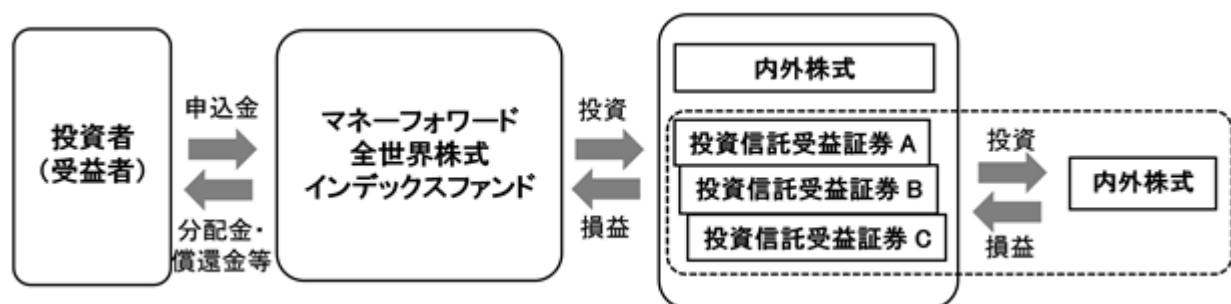 投資者
(受益者)
申込金
分配金・
償還金等
マネーフォワード
全世界株式
インデックスファンド
投資
損益
内外株式
投資信託受益証券 A
投資信託受益証券 B
投資信託受益証券 C
投資
損益
内外株式